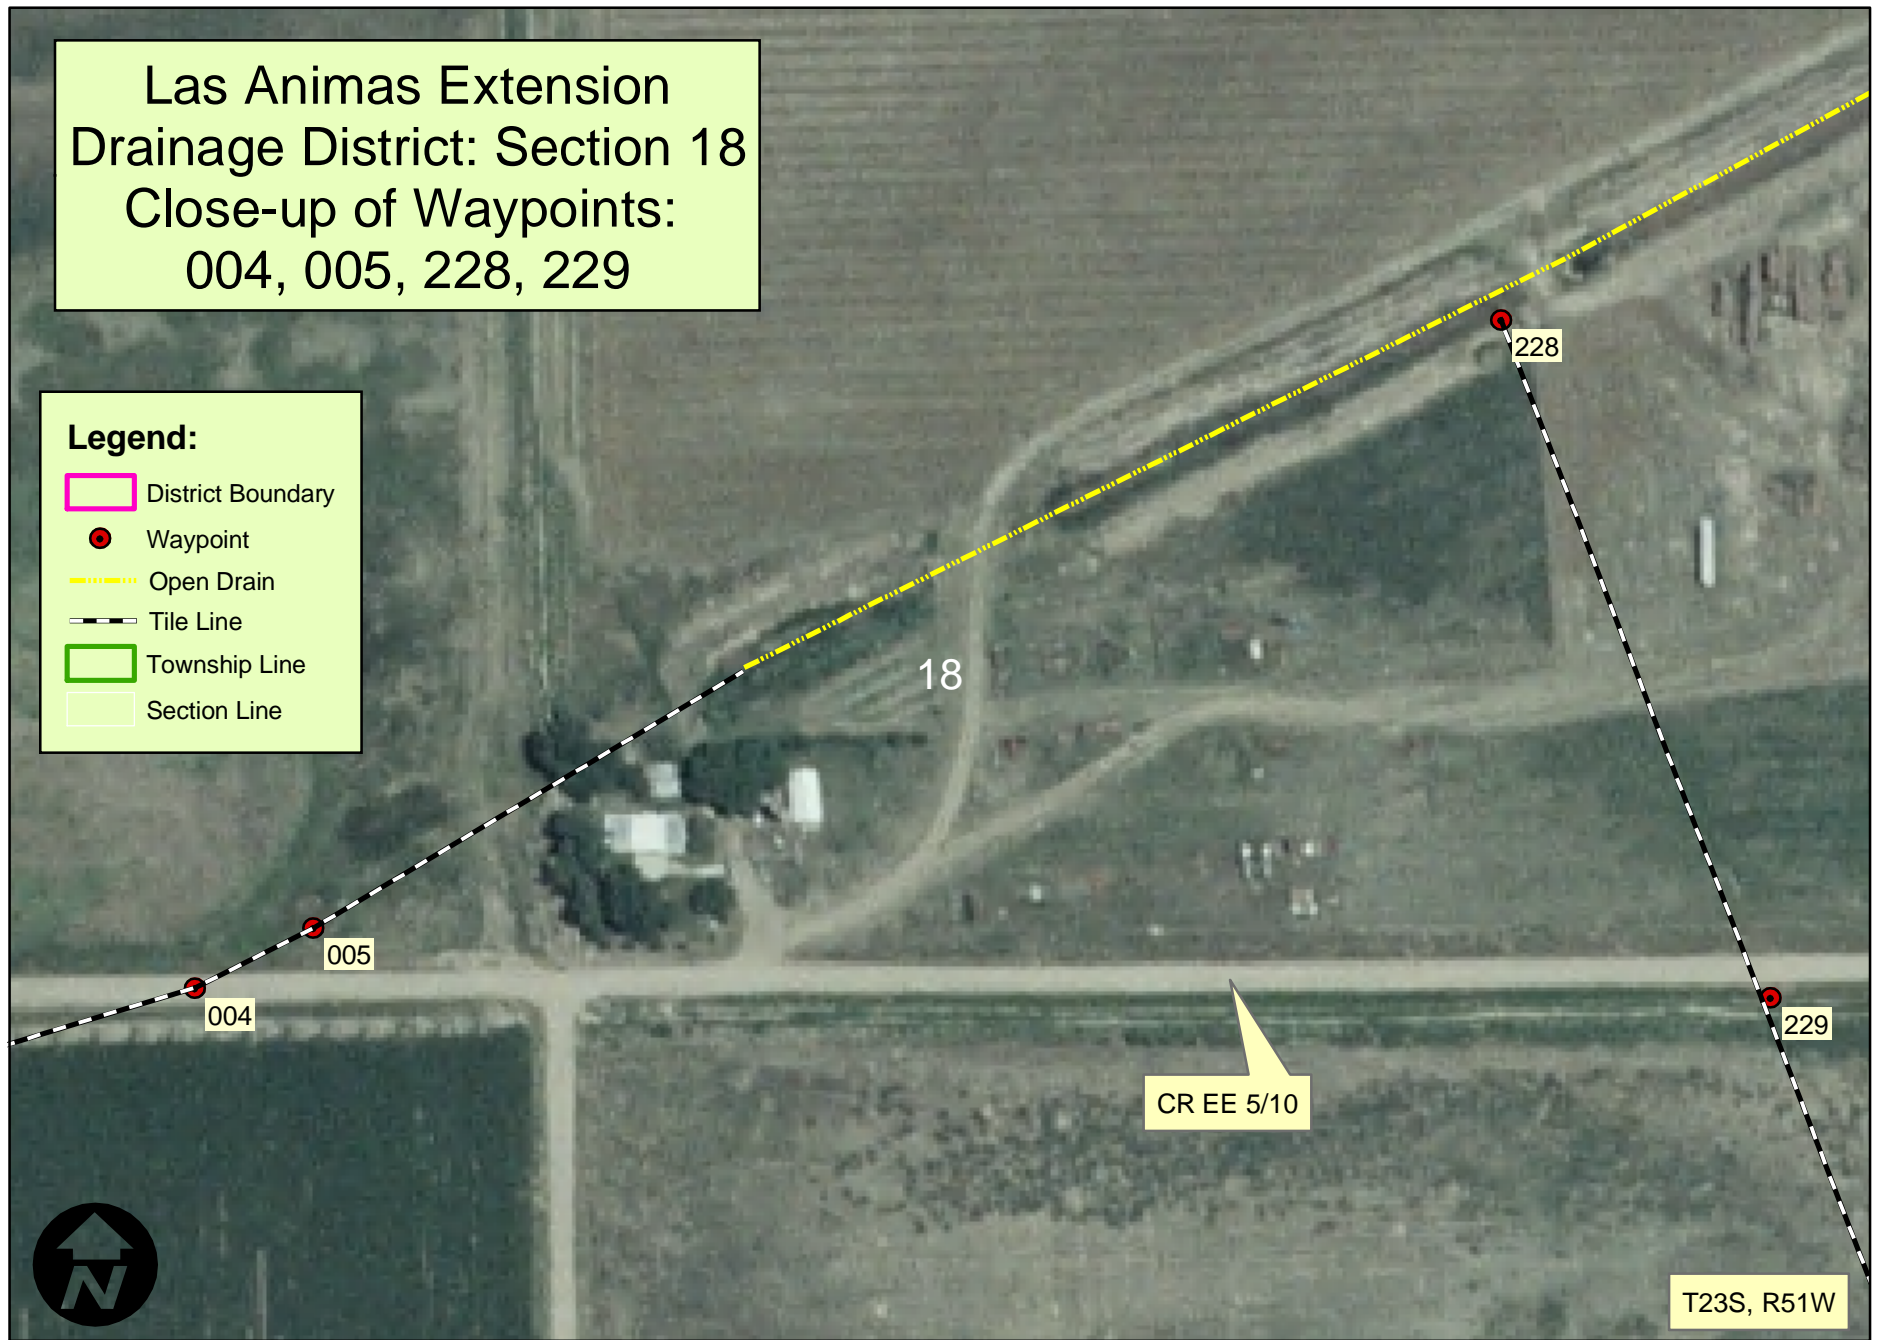 Las Animas Extension
Drainage District: Section 18
Close-up of Waypoints:
004, 005, 228, 229
Legend:
District Boundary
Waypoint
Open Drain
Tile Line
Township Line
Section Line
228
18
005
004
229
CR EE 5/10
N
T23S, R51W